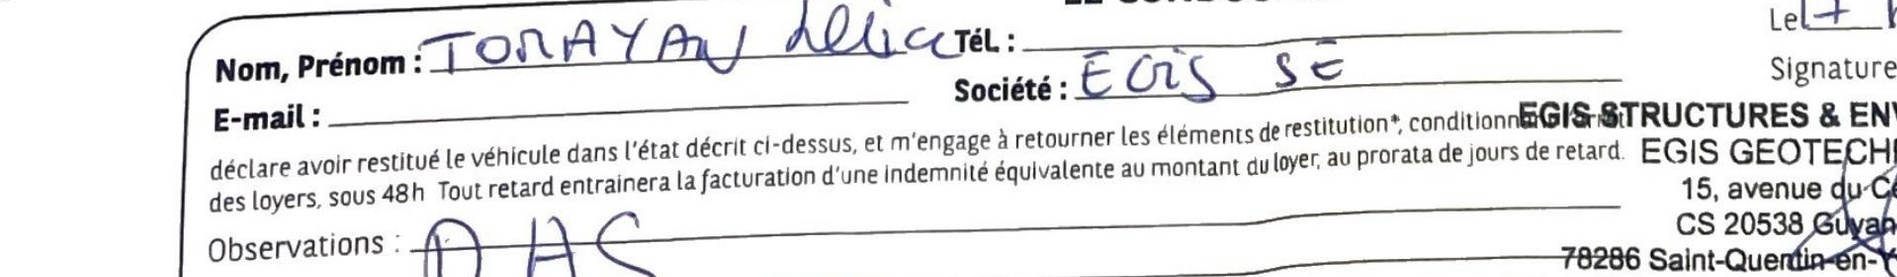 Nom, Prénom : TORAYAN Lelia Tél. :
Le 7
E-mail :
Société : EGIS SE
Signature
déclare avoir restitué le véhicule dans l'état décrit ci-dessus, et m'engage à retourner les éléments de restitution*, conditionn
des loyers, sous 48h Tout retard entrainera la facturation d'une indemnité équivalente au montant du loyer, au prorata de jours de retard.
Observations :
EGIS STRUCTURES & EN
EGIS GEOTECH
15, avenue du C
CS 20538 Guyan
78286 Saint-Quentin-en-Y